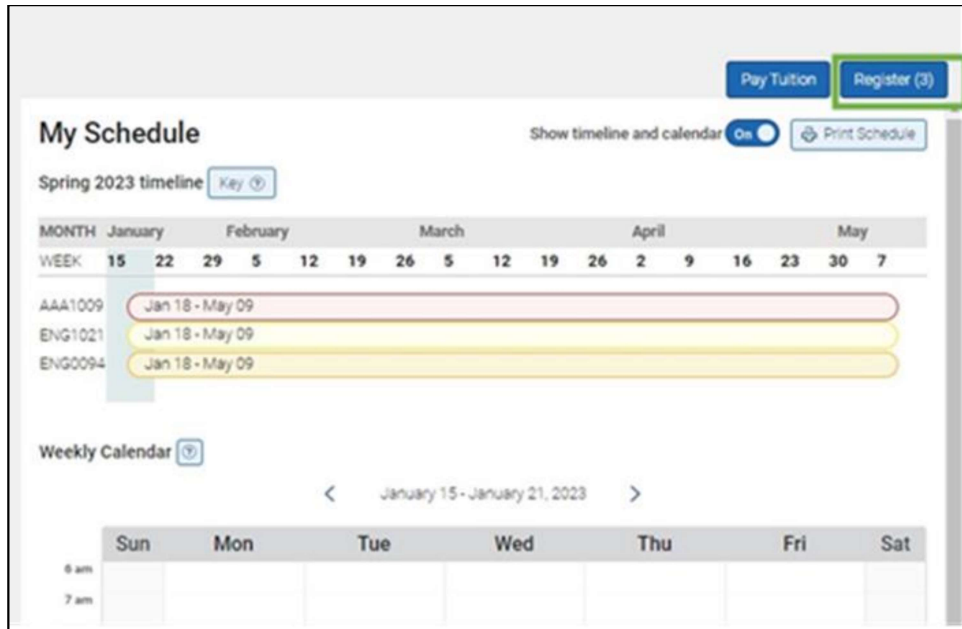 Pay Tuition Register (3)
My Schedule Show timeline and calendar On Print Schedule
Spring 2023 timeline Key ?
MONTH January February March April May
WEEK 15 22 29 5 12 19 26 5 12 19 26 2 9 16 23 30 7
AAA1009 Jan 18 - May 09
ENG1021 Jan 18 - May 09
ENG0094 Jan 18 - May 09
Weekly Calendar ?
< January 15 - January 21, 2023 >
Sun Mon Tue Wed Thu Fri Sat
6 am
7 am